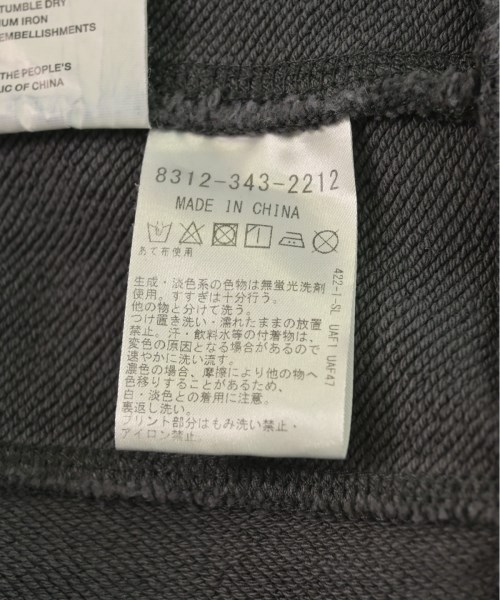 TUMBLE DRY
UM IRON
EMBELLISHMENTS
THE PEOPLE'S
IC OF CHINA
8312-343-2212
MADE IN CHINA
あて布使用
生成・淡色系の色物は無蛍光洗剤
使用。すすぎは十分行う。
他の物と分けて洗う。
つけ置き洗い・濡れたままの放置
禁止。汗・飲料水等の付着物は、
変色の原因となる場合があるので
速やかに洗い流す。
濃色の場合、摩擦により他の物へ
色移りすることがあるため、
白・淡色との着用に注意。
裏返し洗い。
プリント部分はもみ洗い禁止・
アイロン禁止。
422-1-SL UAF1 UAF47